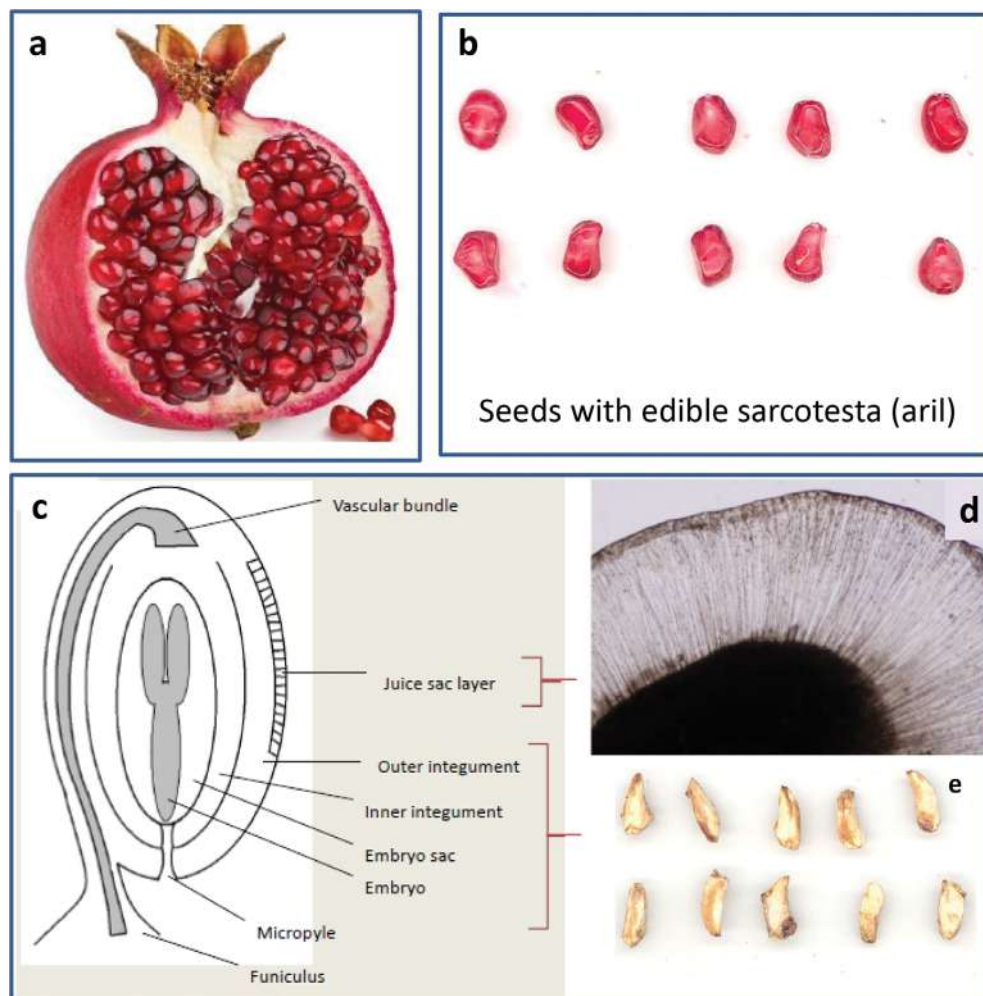 a
b
Seeds with edible sarcotesta (aril)
c
Vascular bundle
Juice sac layer
Outer integument
Inner integument
Embryo sac
Embryo
Micropyle
Funiculus
d
e